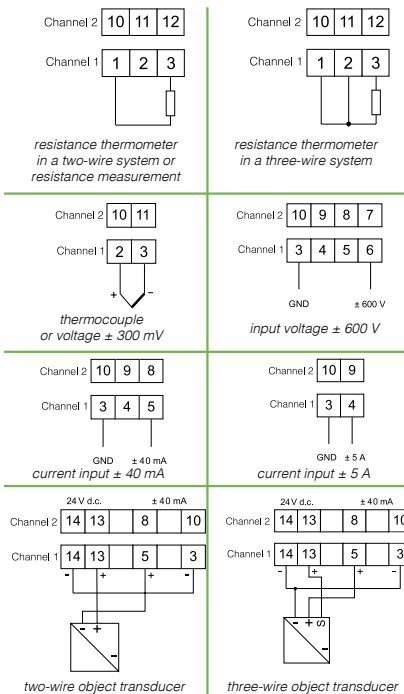 Channel 2 10 11 12
Channel 1 1 2 3
resistance thermometer
in a two-wire system or
resistance measurement
Channel 2 10 11 12
Channel 1 1 2 3
resistance thermometer
in a three-wire system
Channel 2 10 11
Channel 1 2 3
+ -
thermocouple
or voltage ± 300 mV
Channel 2 10 9 8 7
Channel 1 3 4 5 6
GND ± 600 V
input voltage ± 600 V
Channel 2 10 9 8
Channel 1 3 4 5
GND ± 40 mA
current input ± 40 mA
Channel 2 10 9
Channel 1 3 4
GND ± 5 A
current input ± 5 A
24 V d.c. ± 40 mA
Channel 2 14 13 8 10
Channel 1 14 13 5 3
- + + -
- +
-
two-wire object transducer
24V d.c. ± 40 mA
Channel 2 14 13 8 10
Channel 1 14 13 5 3
- + + -
- + S
-
three-wire object transducer